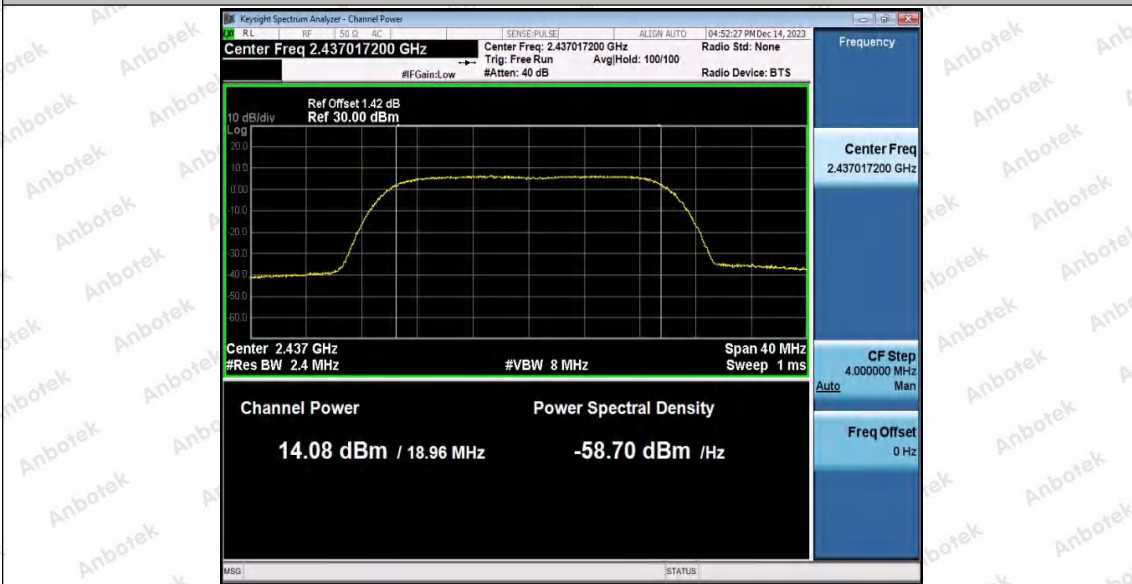 Keysight Spectrum Analyzer - Channel Power
RL RF 50 Ω AC SENSE:PULSE ALIGN AUTO 04:52:27 PM Dec 14, 2023
Center Freq 2.437017200 GHz
Center Freq: 2.437017200 GHz
Radio Std: None
Trig: Free Run Avg|Hold: 100/100
#IFGain:Low
#Atten: 40 dB
Radio Device: BTS
Ref Offset 1.42 dB
10 dB/div Ref 30.00 dBm
Log
20.0
10.0
0.00
-10.0
-20.0
-30.0
-40.0
-50.0
-60.0
Center 2.437 GHz Span 40 MHz
#Res BW 2.4 MHz #VBW 8 MHz Sweep 1 ms
Channel Power Power Spectral Density
14.08 dBm / 18.96 MHz -58.70 dBm /Hz
MSG STATUS
Frequency
Center Freq
2.437017200 GHz
CF Step
4.000000 MHz
Auto Man
Freq Offset
0 Hz
Anbotek